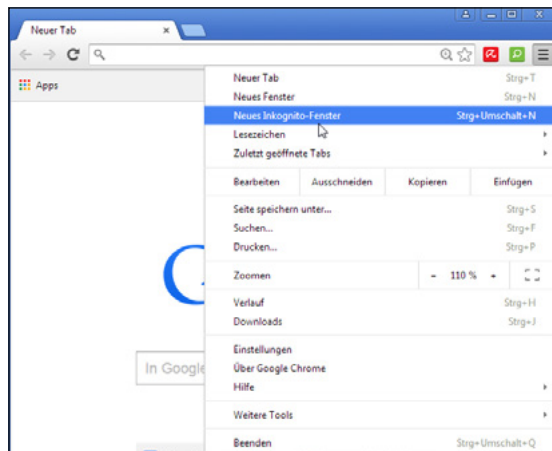 Neuer Tab
Apps
Neuer Tab Strg+T
Neues Fenster Strg+N
Neues Inkognito-Fenster Strg+Umschalt+N
Lesezeichen
Zuletzt geöffnete Tabs
Bearbeiten Ausschneiden Kopieren Einfügen
Seite speichern unter... Strg+S
Suchen... Strg+F
Drucken... Strg+P
Zoomen - 110 % +
Verlauf Strg+H
Downloads Strg+J
Einstellungen
Über Google Chrome
In Google
Hilfe
Weitere Tools
Beenden Strg+Umschalt+Q